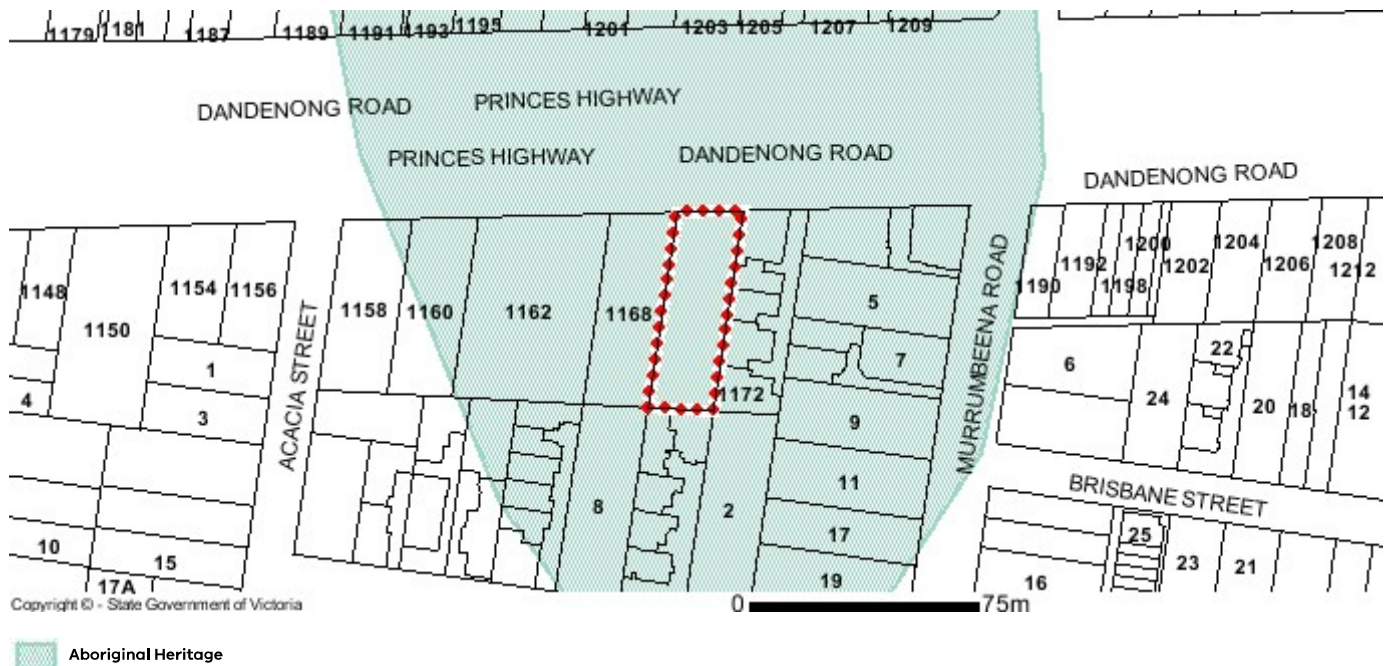 1179 1181 1187 1189 1191 1193 1195 1201 1203 1205 1207 1209
DANDENONG ROAD PRINCES HIGHWAY
PRINCES HIGHWAY DANDENONG ROAD
DANDENONG ROAD
1148 1150 1154 1156 1158 1160 1162 1168 5 1190 1192 1198 1200 1202 1204 1206 1208 1212
ACACIA STREET
MURRUMBEENA ROAD
1 7 6 22
4 3 1172 9 24 20 18 14
12
8 2 11
BRISBANE STREET
10 15 17 25 23 21
17A 19 16
Copyright © - State Government of Victoria
0 75m
Aboriginal Heritage